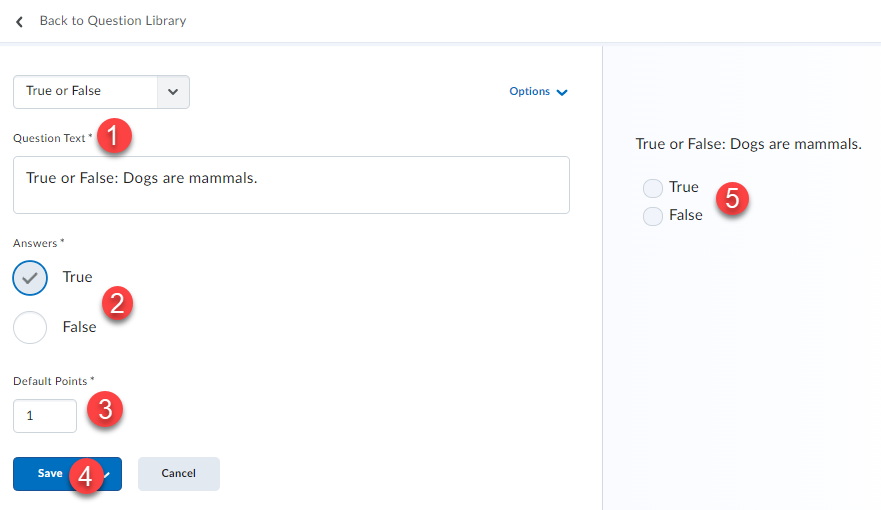 Back to Question Library
True or False
Options
Question Text * 1
True or False: Dogs are mammals.
Answers *
True
2
False
Default Points *
1 3
Save 4 Cancel
True or False: Dogs are mammals.
True
5
False